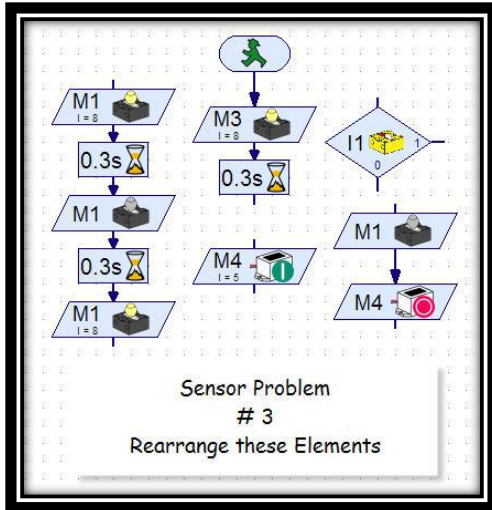 M1
I = 8
0.3s
M1
0.3s
M1
I = 8
M3
I = 8
0.3s
M4
I = 5
I1
1
0
M1
M4
Sensor Problem
# 3
Rearrange these Elements